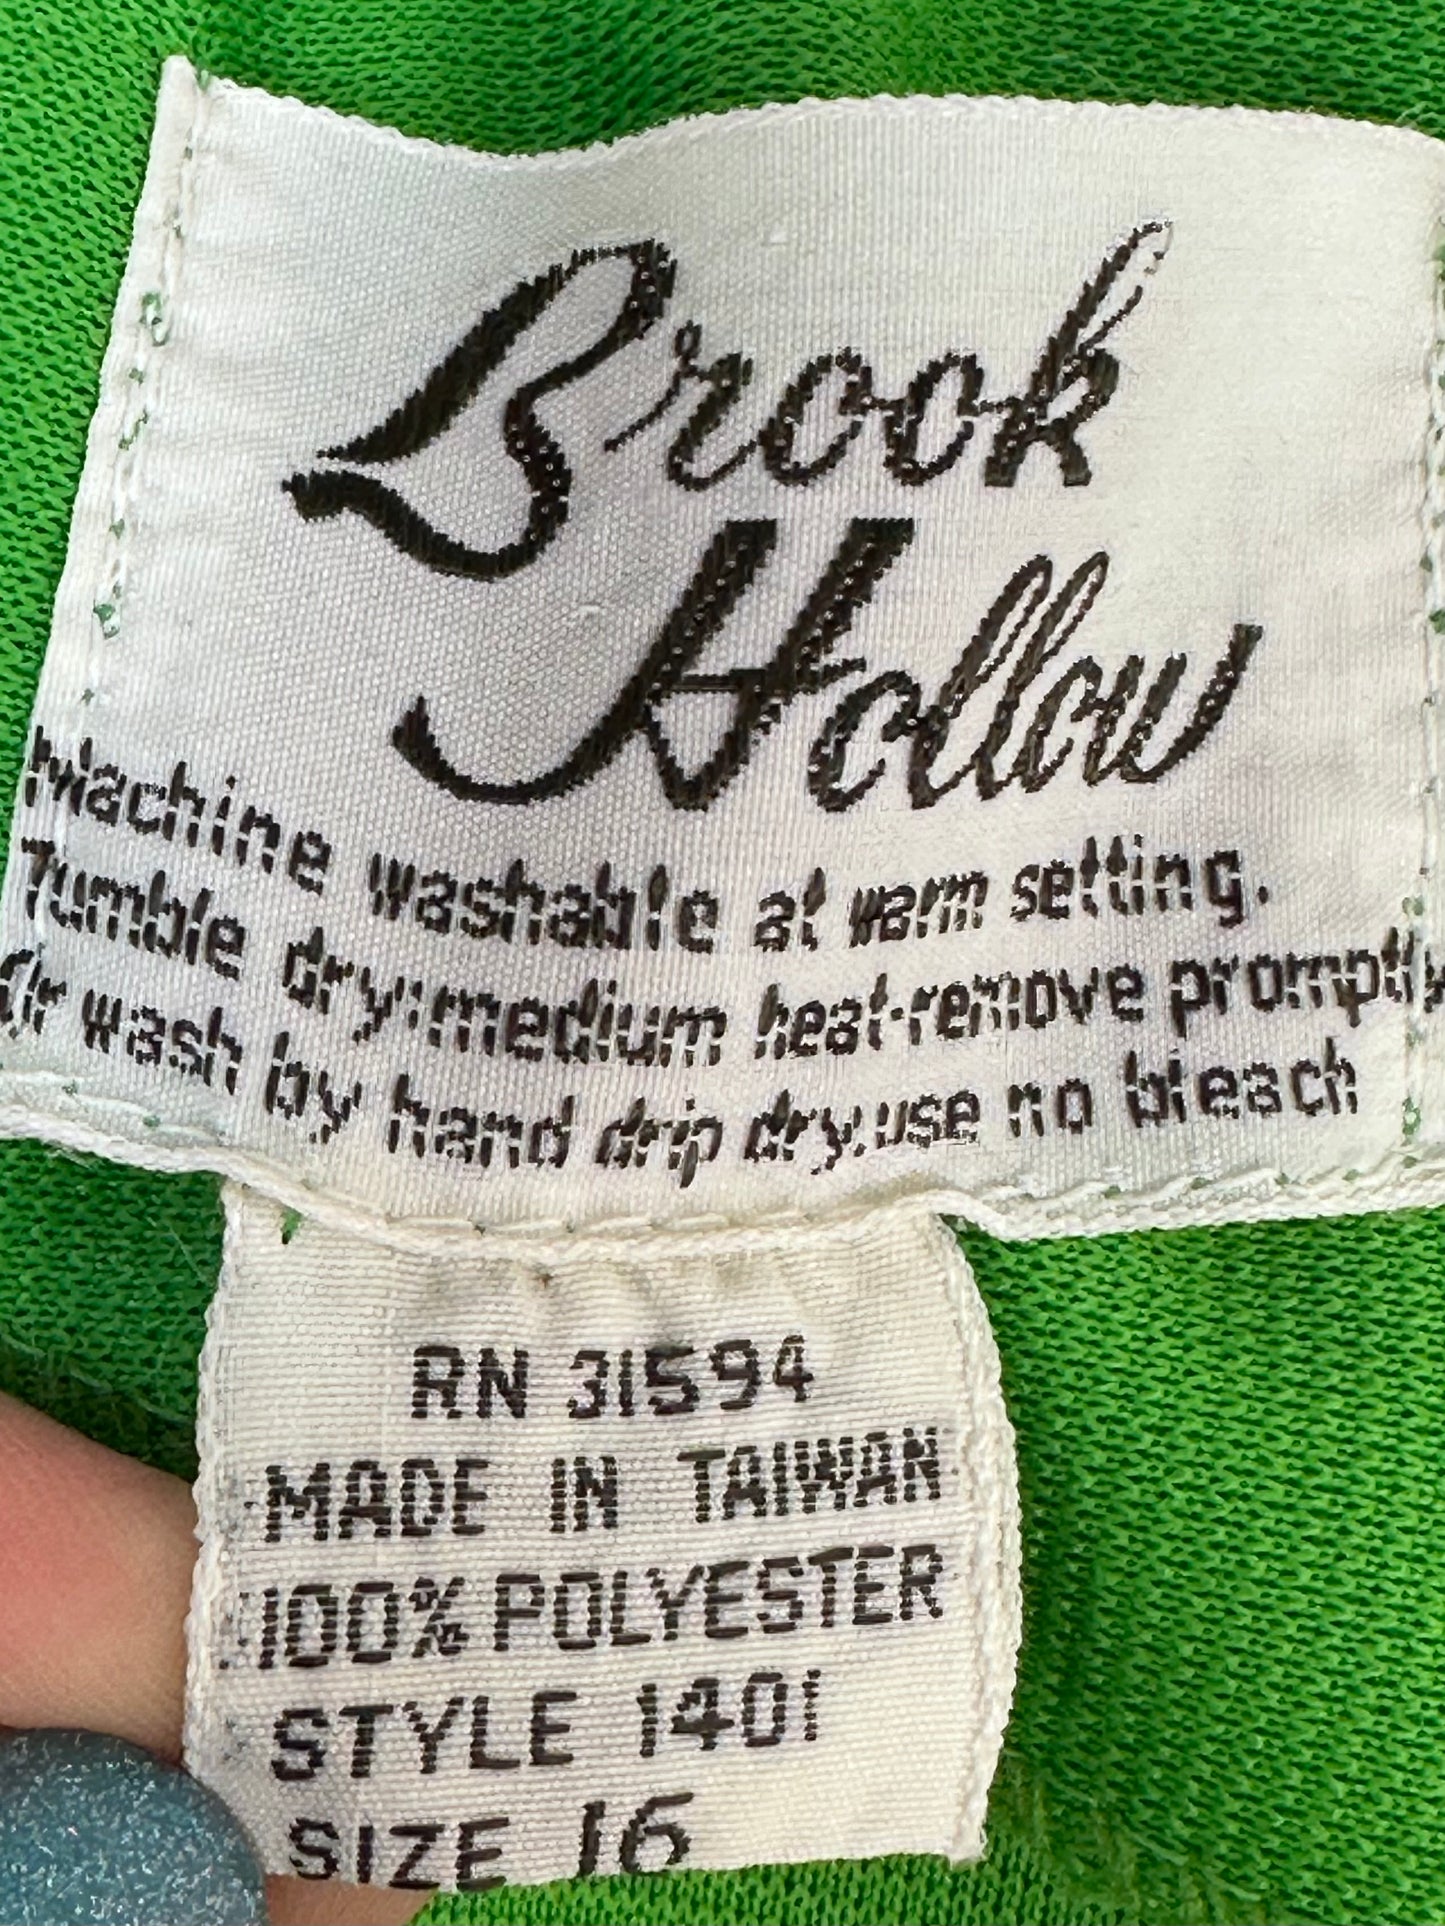 Brook
Hollow
Machine washable at warm setting.
Tumble dry:medium heat-remove promptly
Or wash by hand drip dry.use no bleach
RN 31594
MADE IN TAIWAN
100% POLYESTER
STYLE 1401
SIZE 16